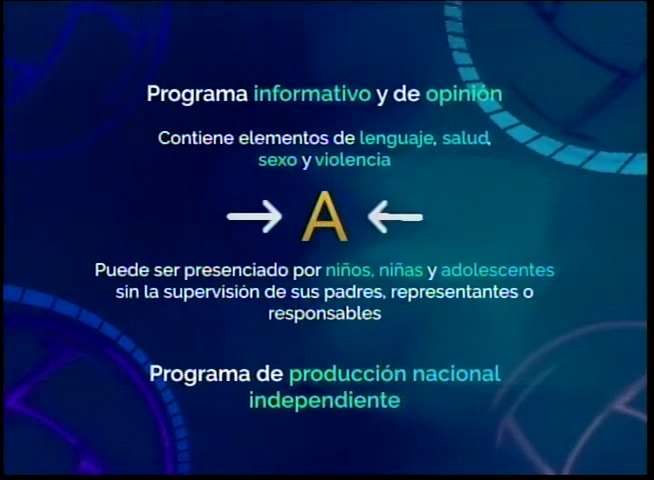 Programa informativo y de opinión
Contiene elementos de lenguaje, salud,
sexo y violencia
A
Puede ser presenciado por niños, niñas y adolescentes
sin la supervisión de sus padres, representantes o
responsables
Programa de producción nacional
independiente